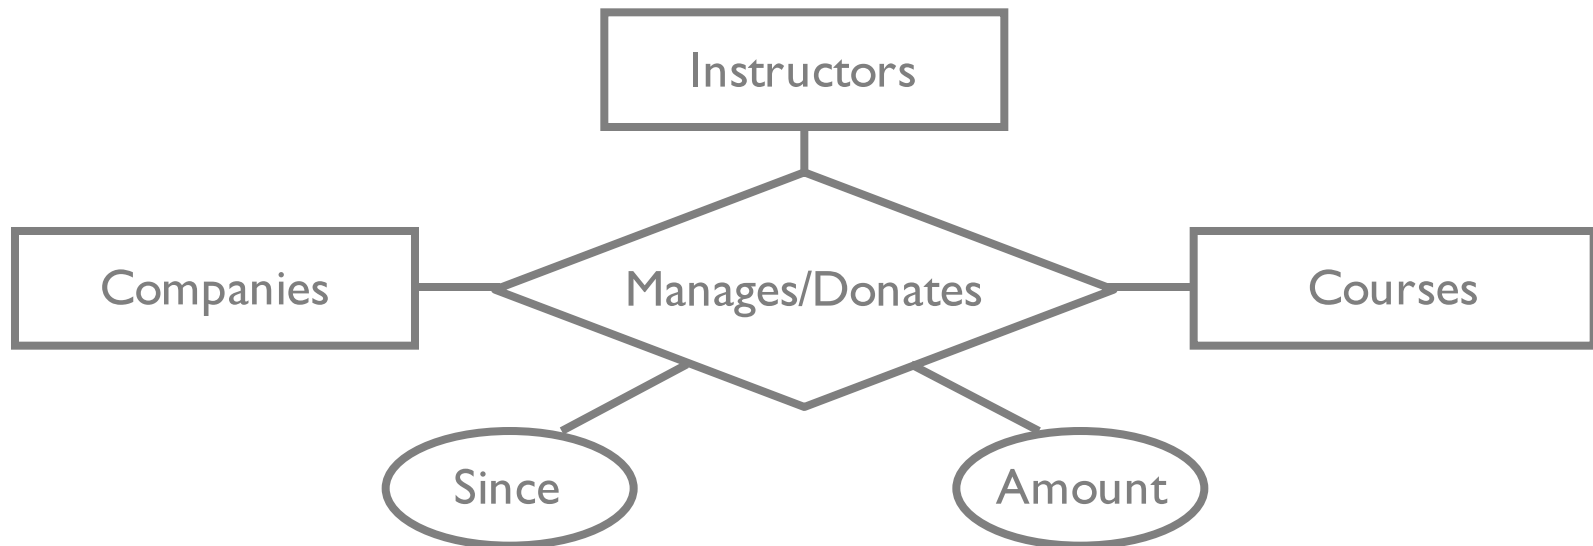 Instructors
Companies
Manages/Donates
Courses
Since
Amount